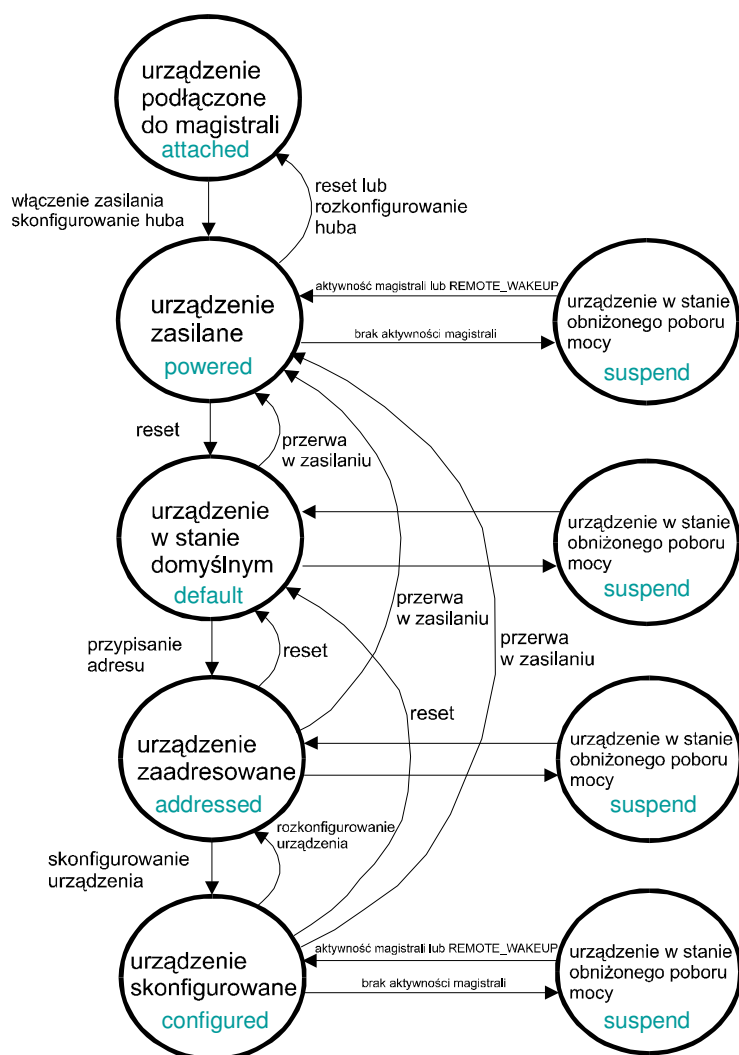 urządzenie
podłączone
do magistrali
attached
włączenie zasilania
skonfigurowanie huba
reset lub
rozkonfigurowanie
huba
urządzenie
zasilane
powered
aktywność magistrali lub REMOTE_WAKEUP
brak aktywności magistrali
urządzenie w stanie
obniżonego poboru
mocy
suspend
reset
przerwa
w zasilaniu
urządzenie
w stanie
domyślnym
default
urządzenie w stanie
obniżonego poboru
mocy
suspend
przypisanie
adresu
reset
przerwa
w zasilaniu
przerwa
w zasilaniu
reset
urządzenie
zaadresowane
addressed
urządzenie w stanie
obniżonego poboru
mocy
suspend
skonfigurowanie
urządzenia
rozkonfigurowanie
urządzenia
urządzenie
skonfigurowane
configured
aktywność magistrali lub REMOTE_WAKEUP
brak aktywności magistrali
urządzenie w stanie
obniżonego poboru
mocy
suspend